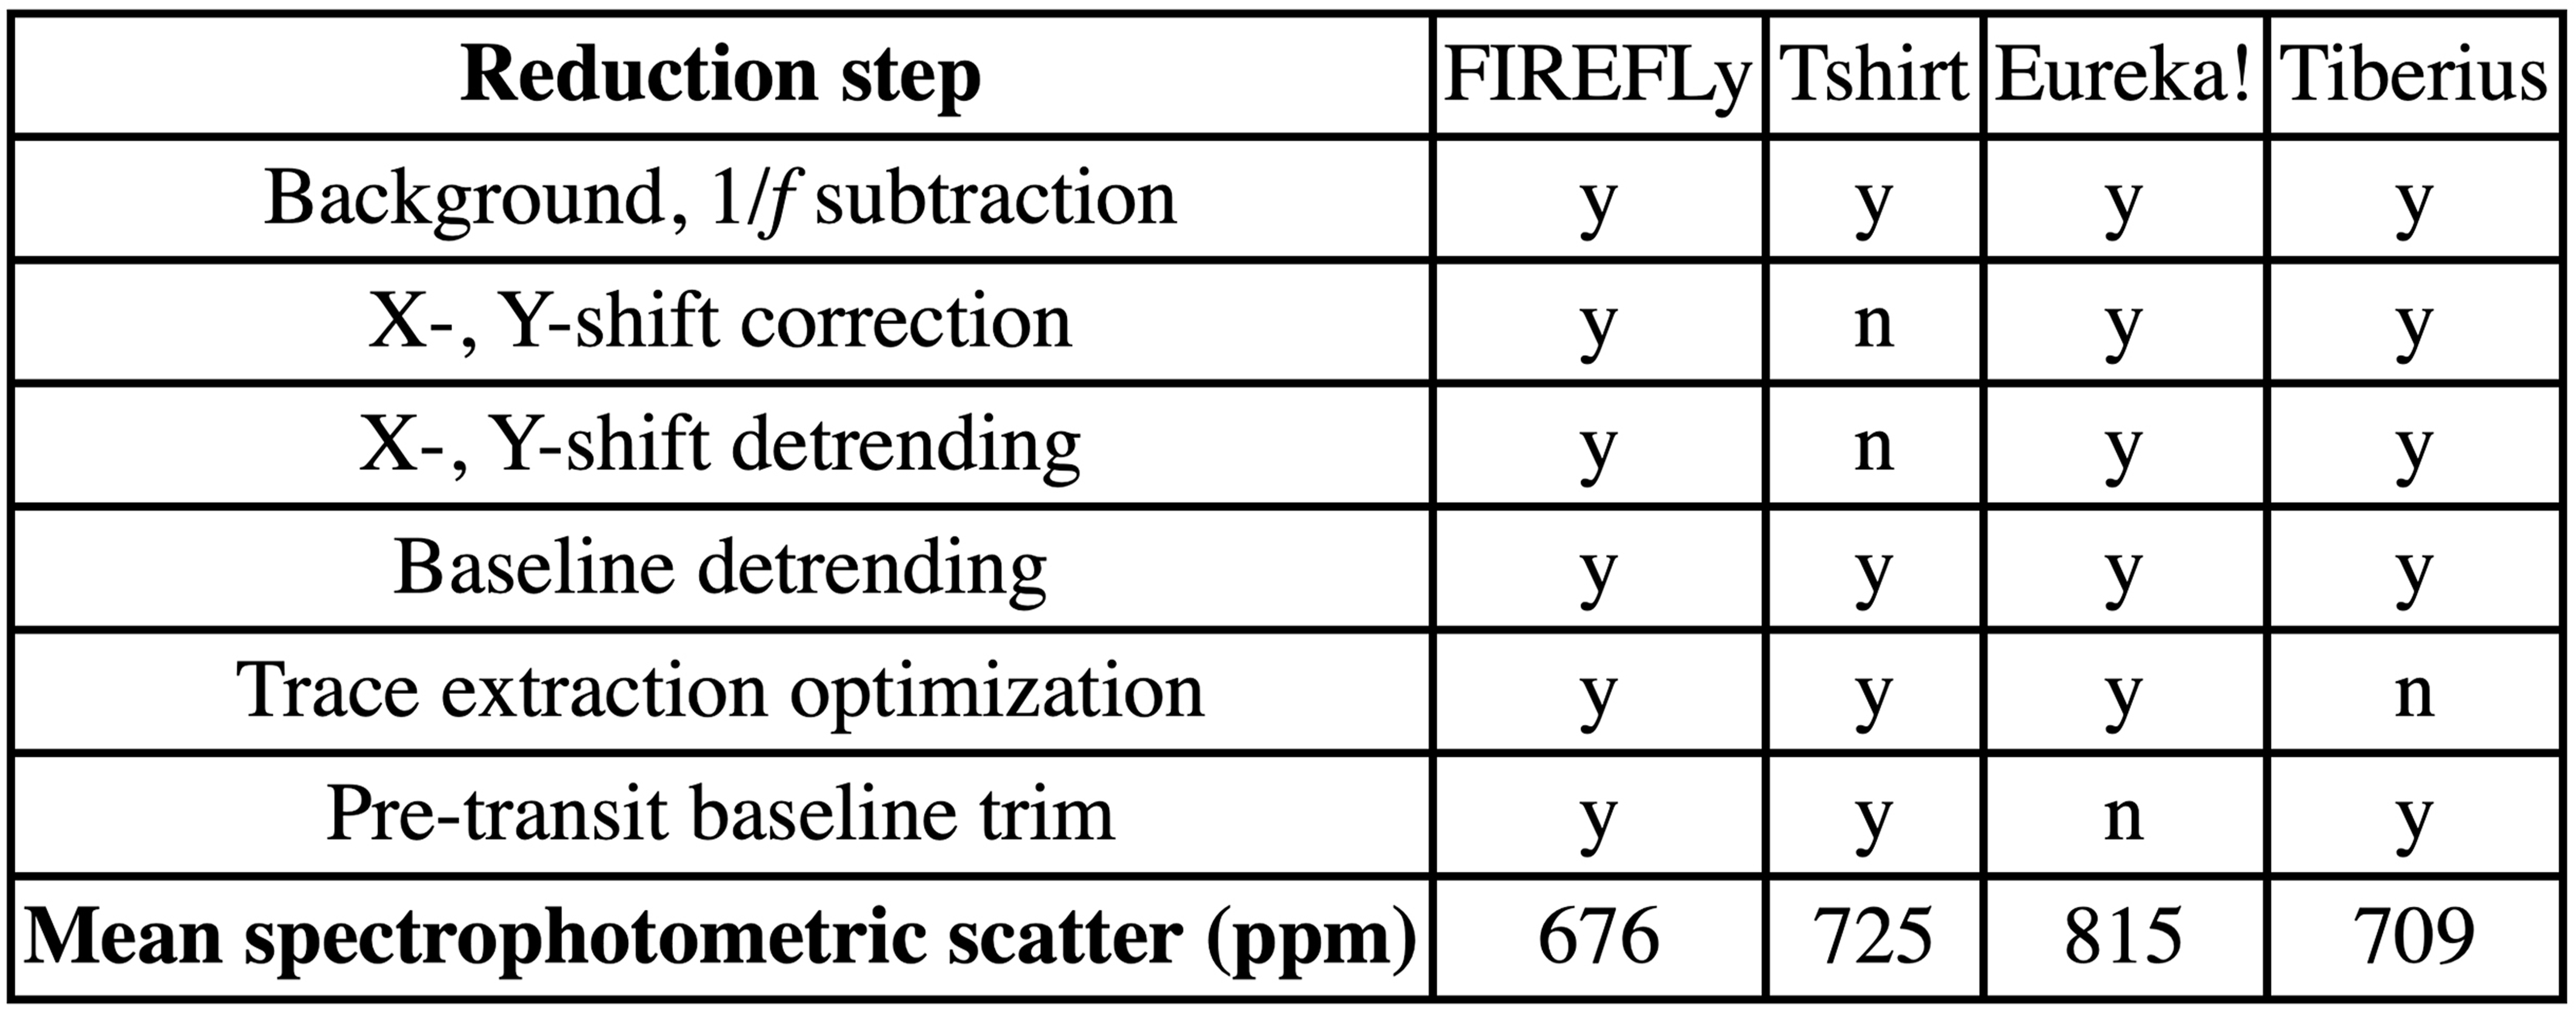 Reduction step FIREFLy Tshirt Eureka! Tiberius
Background, 1/f subtraction y y y y
X-, Y-shift correction y n y y
X-, Y-shift detrending y n y y
Baseline detrending y y y y
Trace extraction optimization y y y n
Pre-transit baseline trim y y n y
Mean spectrophotometric scatter (ppm) 676 725 815 709